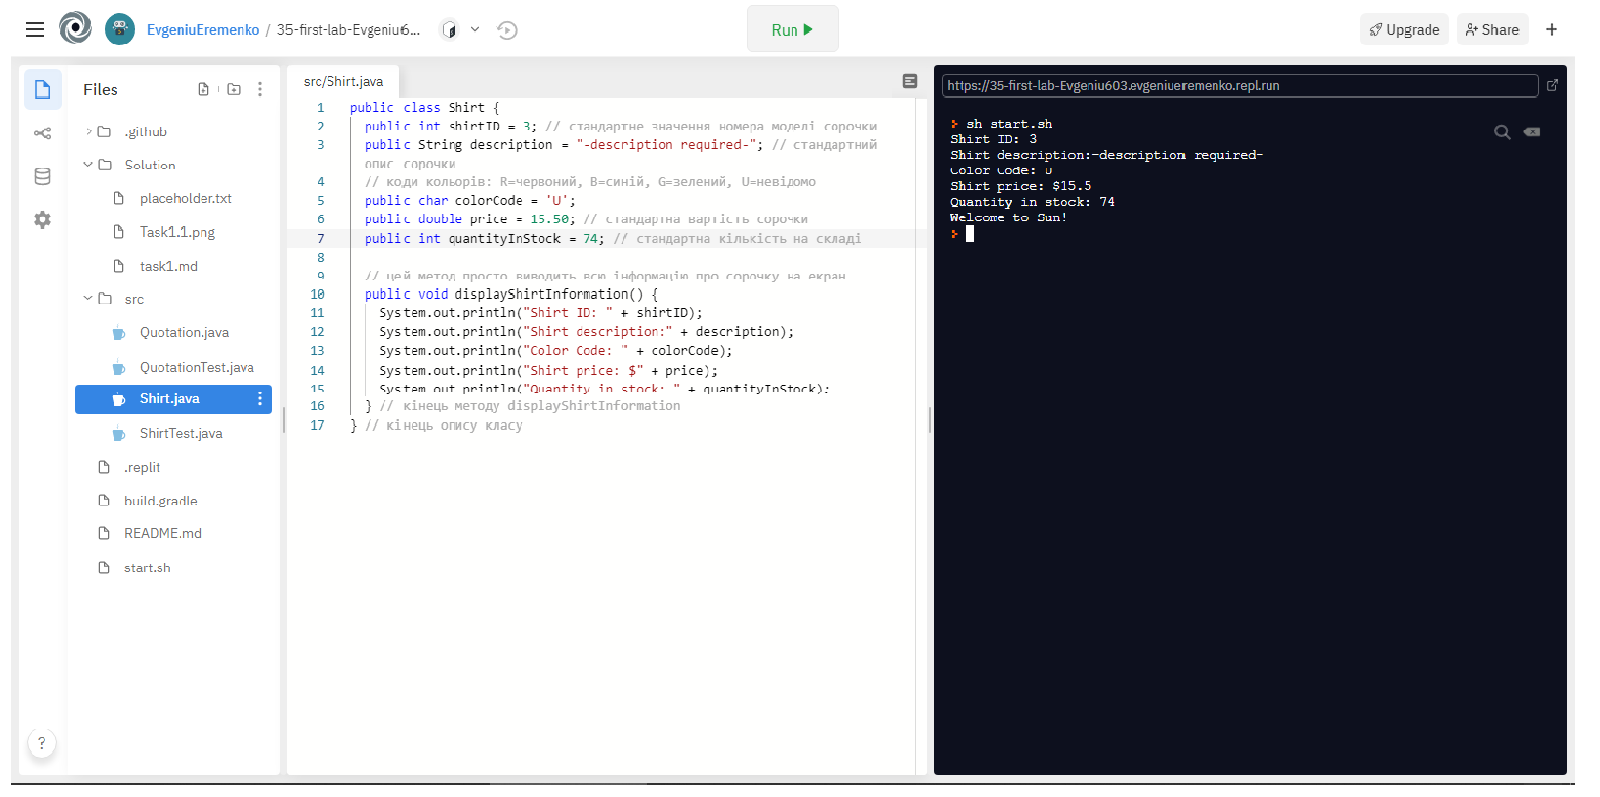 EvgeniuEremenko / 35-first-lab-Evgeniu6...
Run
Upgrade
Share
Files
.github
Solution
placeholder.txt
Task1.1.png
task1.md
src
Quotation.java
QuotationTest.java
Shirt.java
ShirtTest.java
.replit
build.gradle
README.md
start.sh
?
src/Shirt.java
1 public class Shirt {
2 public int shirtID = 3; // стандартне значення номера моделі сорочки
3 public String description = "-description required-"; // стандартний
опис сорочки
4 // коди кольорів: R=червоний, B=синій, G=зелений, U=невідомо
5 public char colorCode = 'U';
6 public double price = 15.50; // стандартна вартість сорочки
7 public int quantityInStock = 74; // стандартна кількість на складі
8
9 // цей метод просто виводить всю інформацію про сорочку на екран
10 public void displayShirtInformation() {
11 System.out.println("Shirt ID: " + shirtID);
12 System.out.println("Shirt description:" + description);
13 System.out.println("Color Code: " + colorCode);
14 System.out.println("Shirt price: $" + price);
15 System.out.println("Quantity in stock: " + quantityInStock);
16 } // кінець методу displayShirtInformation
17 } // кінець опису класу
https://35-first-lab-Evgeniu603.evgeniueremenko.repl.run
> sh start.sh
Shirt ID: 3
Shirt description:-description required-
Color Code: U
Shirt price: $15.5
Quantity in stock: 74
Welcome to Sun!
>